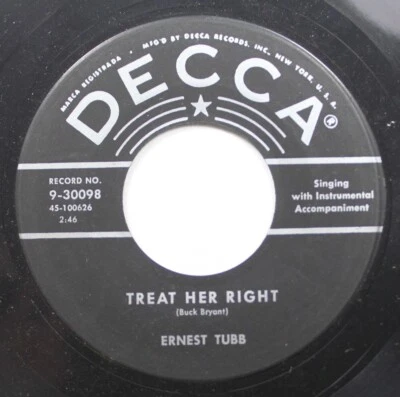 MARCA REGISTRADA • MF'D BY DECCA RECORDS, INC., NEW YORK, U. S. A.
DECCA®
RECORD NO.
9-30098
45-100626
2:46
Singing
with Instrumental
Accompaniment
TREAT HER RIGHT
(Buck Bryant)
ERNEST TUBB